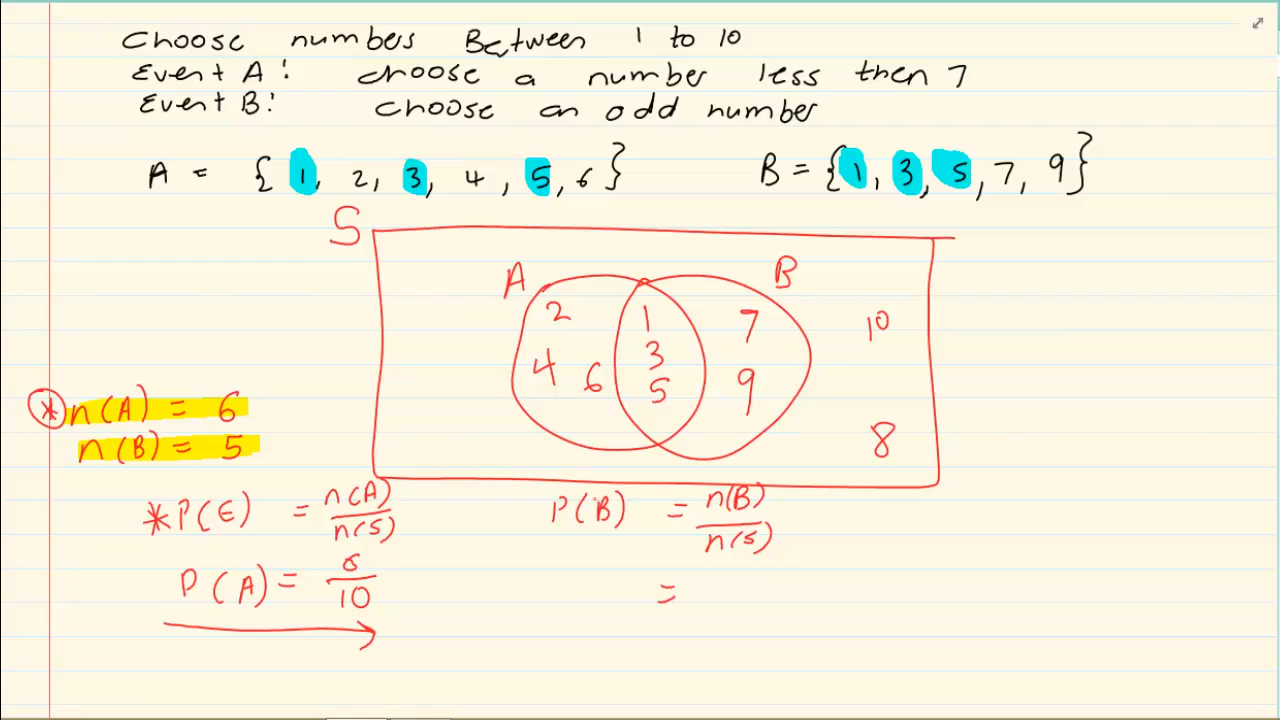 Choose numbers Between 1 to 10
Event A: choose a number less then 7
Event B: choose an odd number
A = { 1, 2, 3, 4, 5, 6 } B = { 1, 3, 5, 7, 9 }
S
A B
2 1 7 10
4 6 3
5 9
8
* n(A) = 6
n(B) = 5
*P(E) = n(A)/n(S) P(B) = n(B)/n(S)
P(A) = 6/10 =